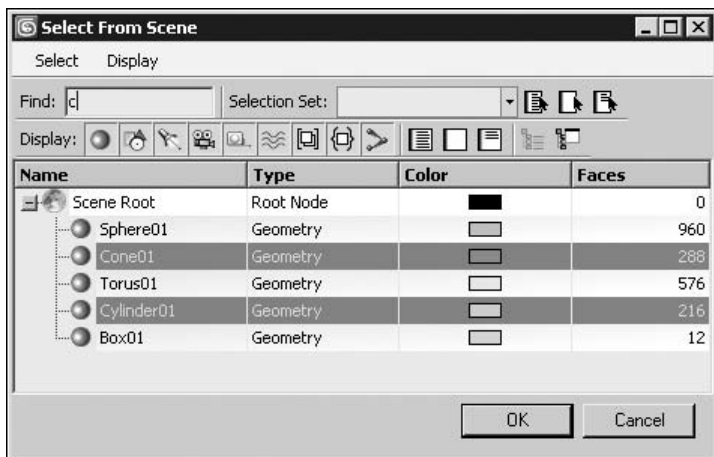 Select From Scene
Select Display
Find: c Selection Set:
Display:
Name Type Color Faces
Scene Root Root Node 0
Sphere01 Geometry 960
Cone01 Geometry 288
Torus01 Geometry 576
Cylinder01 Geometry 216
Box01 Geometry 12
OK Cancel